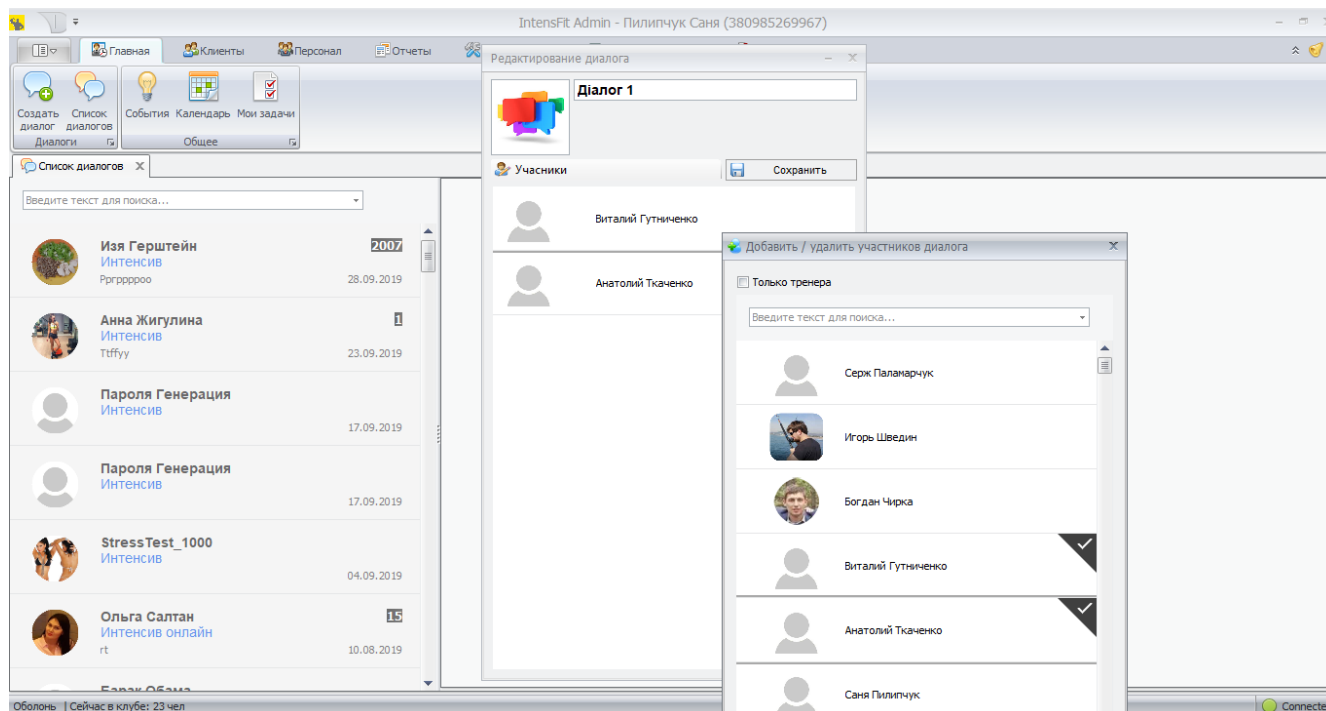 IntensFit Admin - Пилипчук Саня (380985269967)
Главная
Клиенты
Персонал
Отчеты
Создать диалог
Список диалогов
События
Календарь
Мои задачи
Диалоги
Общее
Список диалогов X
Введите текст для поиска...
Изя Герштейн 2007
Интенсив
Рргррррoo 28.09.2019
Анна Жигулина 1
Интенсив
Ttffyy 23.09.2019
Пароля Генерация
Интенсив
17.09.2019
Пароля Генерация
Интенсив
17.09.2019
StressTest_1000
Интенсив
04.09.2019
Ольга Салтан 15
Интенсив онлайн
rt 10.08.2019
Барак Обама
Оболонь | Сейчас в клубе: 23 чел
Редактирование диалога
Діалог 1
Учасники
Сохранить
Виталий Гутниченко
Анатолий Ткаченко
Добавить / удалить участников диалога
Только тренера
Введите текст для поиска...
Серж Паламарчук
Игорь Шведин
Богдан Чирка
Виталий Гутниченко
Анатолий Ткаченко
Саня Пилипчук